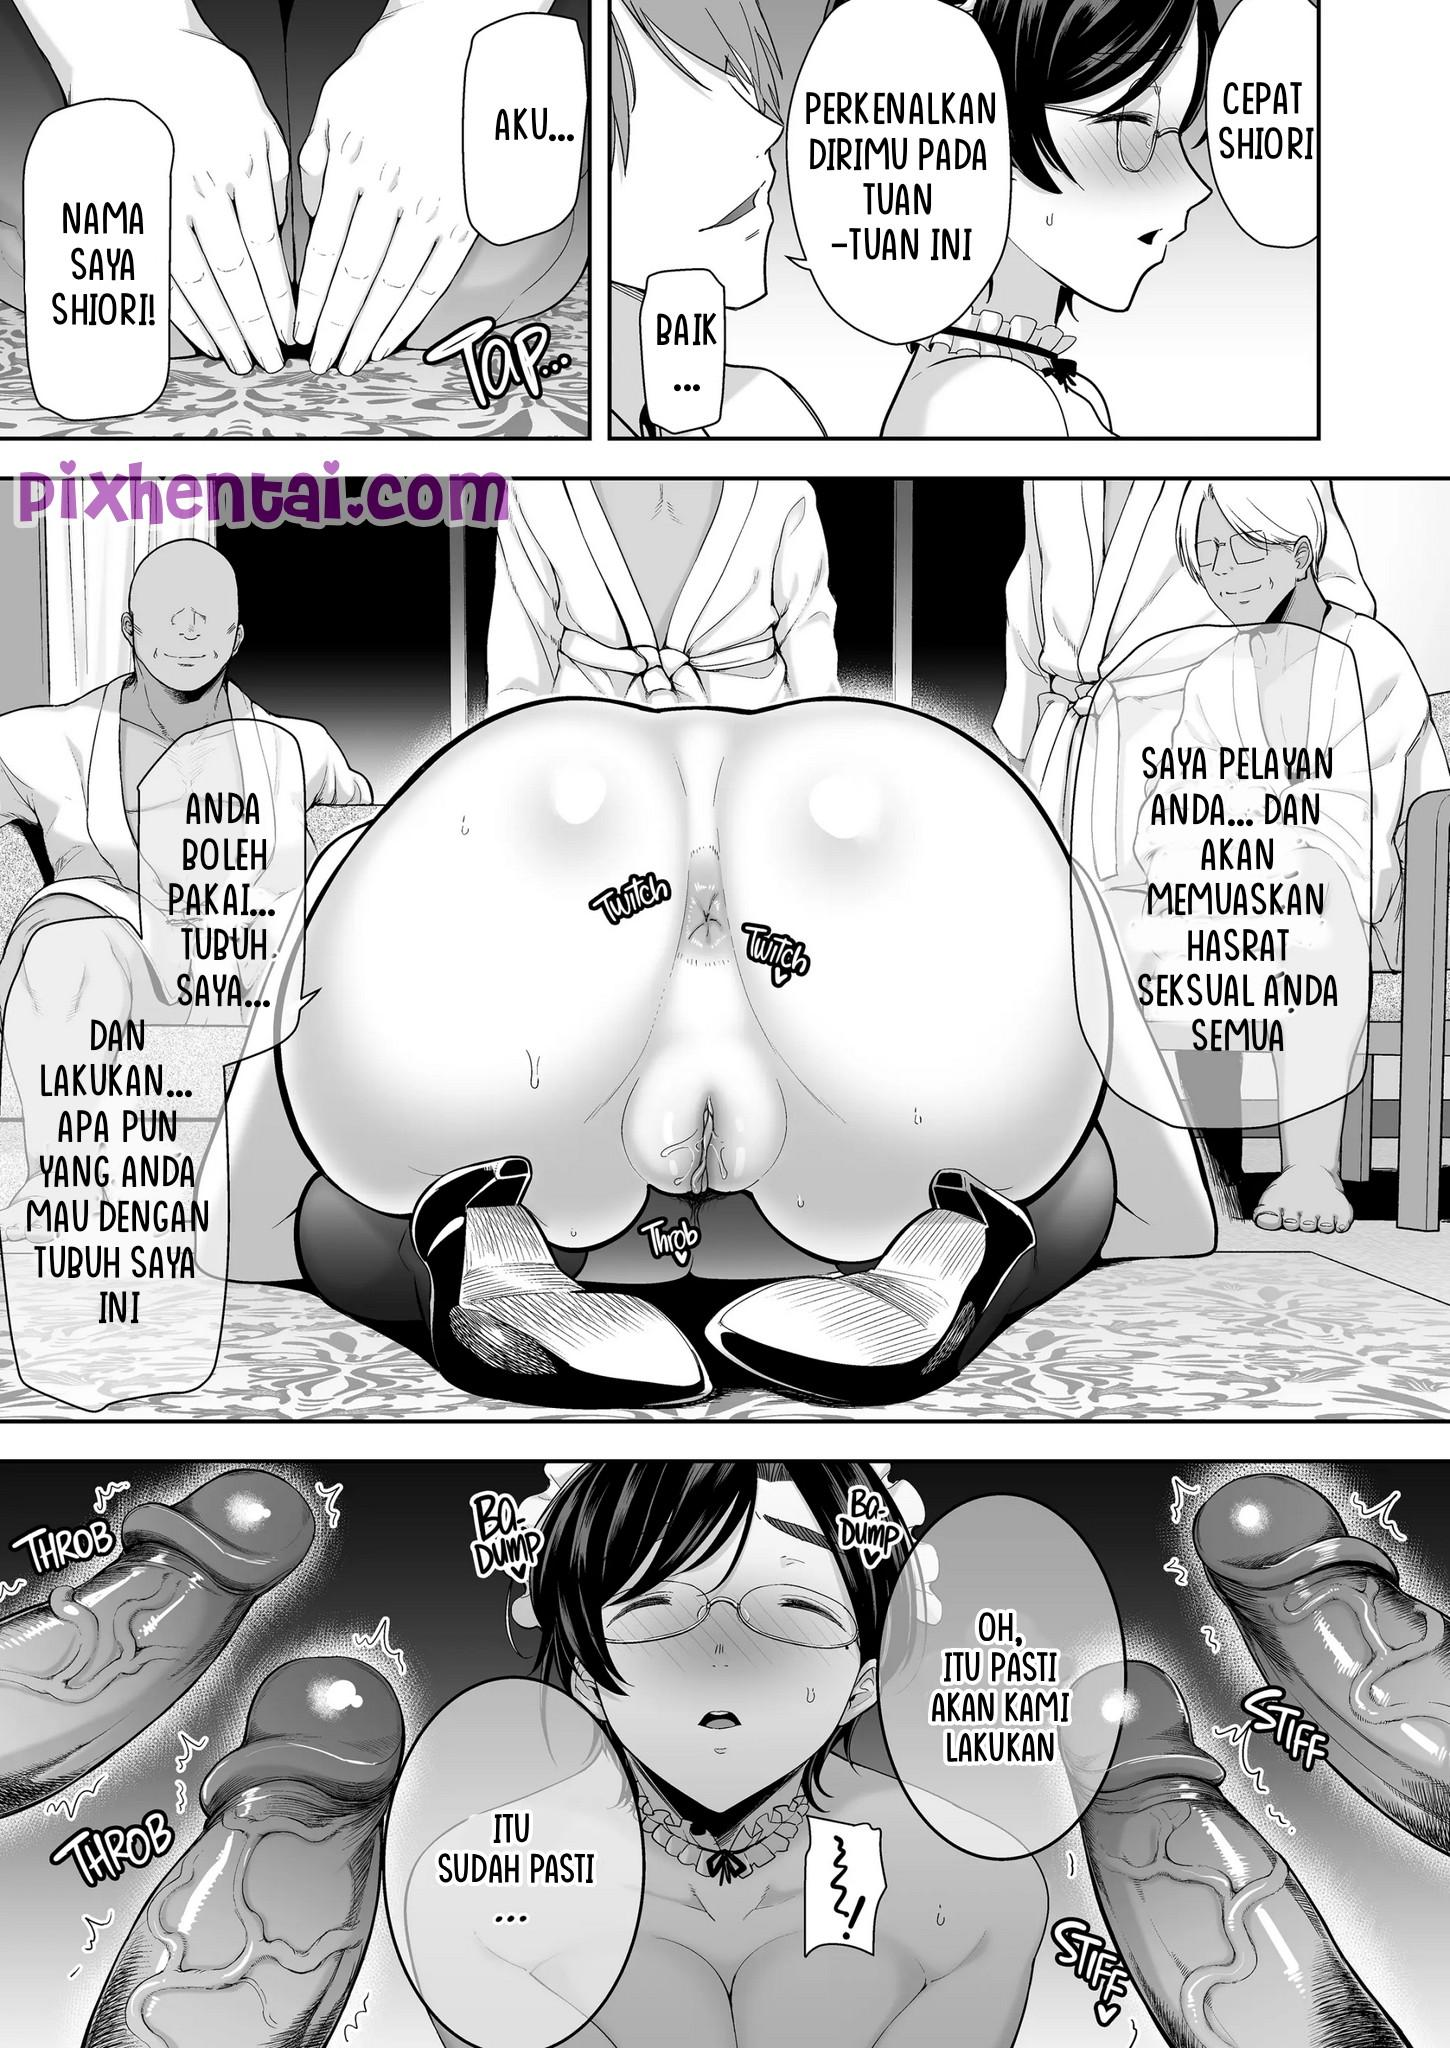 CEPAT
SHIORI
PERKENALKAN
DIRIMU PADA
TUAN
-TUAN INI
BAIK
...
AKU...
NAMA
SAYA
SHIORI!
TAP...
pixhentai.com
SAYA PELAYAN
ANDA... DAN
AKAN
MEMUASKAN
HASRAT
SEKSUAL ANDA
SEMUA
ANDA
BOLEH
PAKAI...
TUBUH
SAYA...
DAN
LAKUKAN...
APA PUN
YANG ANDA
MAU DENGAN
TUBUH SAYA
INI
TWITCH
TWITCH
THROB
OH,
ITU PASTI
AKAN KAMI
LAKUKAN
ITU
SUDAH PASTI
...
BA-
DUMP
BA-
DUMP
THROB
THROB
STIFF
STIFF